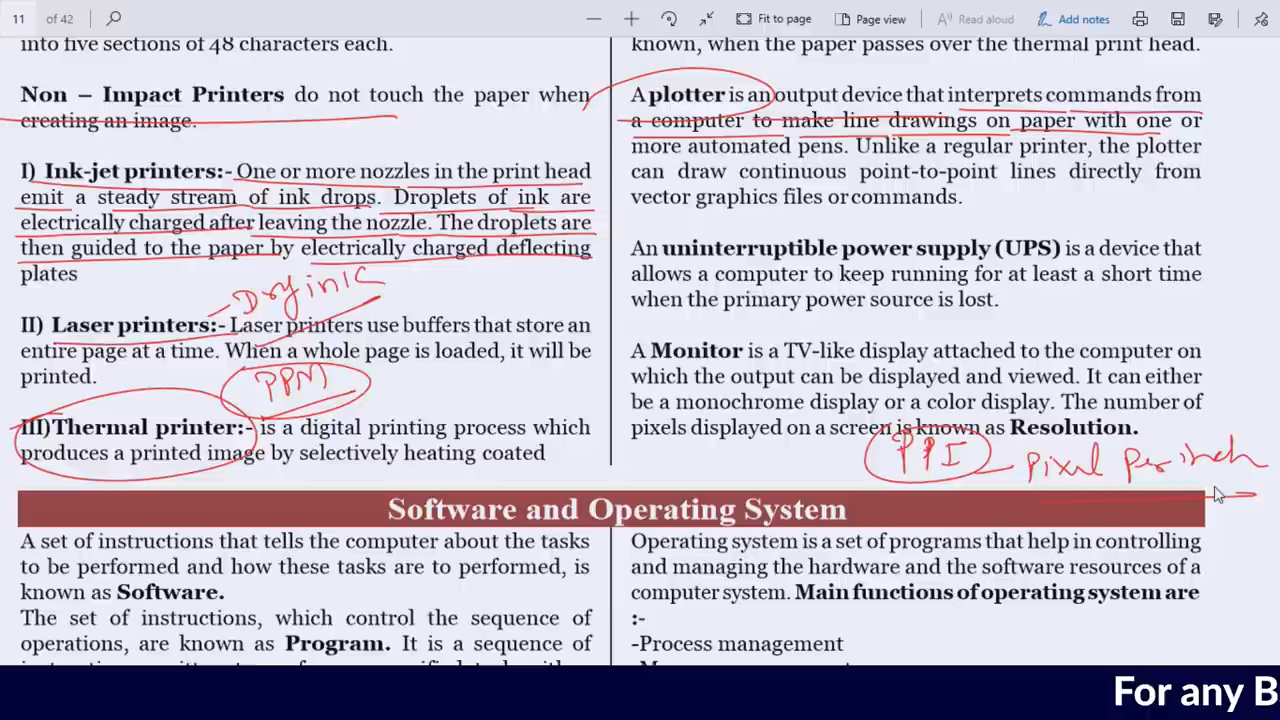 11 of 42 Fit to page Page view Read aloud Add notes
into five sections of 48 characters each.
Non – Impact Printers do not touch the paper when
creating an image.
I) Ink-jet printers:- One or more nozzles in the print head
emit a steady stream of ink drops. Droplets of ink are
electrically charged after leaving the nozzle. The droplets are
then guided to the paper by electrically charged deflecting
plates
Dry ink
II) Laser printers:- Laser printers use buffers that store an
entire page at a time. When a whole page is loaded, it will be
printed.
PPM
III)Thermal printer:- is a digital printing process which
produces a printed image by selectively heating coated
known, when the paper passes over the thermal print head.
A plotter is an output device that interprets commands from
a computer to make line drawings on paper with one or
more automated pens. Unlike a regular printer, the plotter
can draw continuous point-to-point lines directly from
vector graphics files or commands.
An uninterruptible power supply (UPS) is a device that
allows a computer to keep running for at least a short time
when the primary power source is lost.
A Monitor is a TV-like display attached to the computer on
which the output can be displayed and viewed. It can either
be a monochrome display or a color display. The number of
pixels displayed on a screen is known as Resolution.
PPI - pixel per inch
Software and Operating System
A set of instructions that tells the computer about the tasks
to be performed and how these tasks are to performed, is
known as Software.
The set of instructions, which control the sequence of
operations, are known as Program. It is a sequence of
Operating system is a set of programs that help in controlling
and managing the hardware and the software resources of a
computer system. Main functions of operating system are
:-
-Process management
For any B